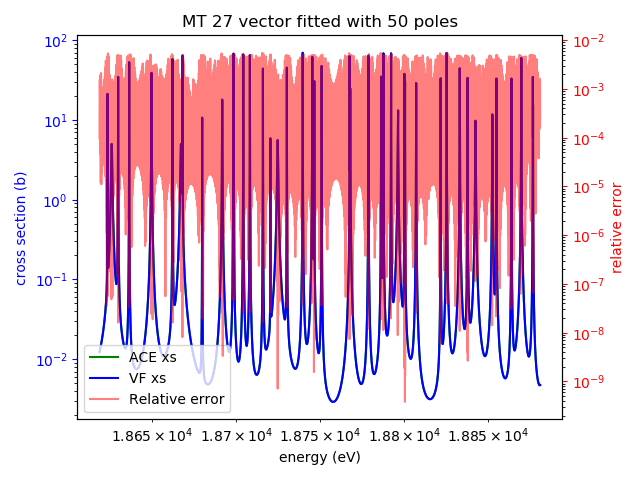 MT 27 vector fitted with 50 poles
10²
10¹
10⁰
10⁻¹
10⁻²
cross section (b)
10⁻²
10⁻³
10⁻⁴
10⁻⁵
10⁻⁶
10⁻⁷
10⁻⁸
10⁻⁹
relative error
ACE xs
VF xs
Relative error
1.865 × 10⁴ 1.87 × 10⁴ 1.875 × 10⁴ 1.88 × 10⁴ 1.885 × 10⁴
energy (eV)